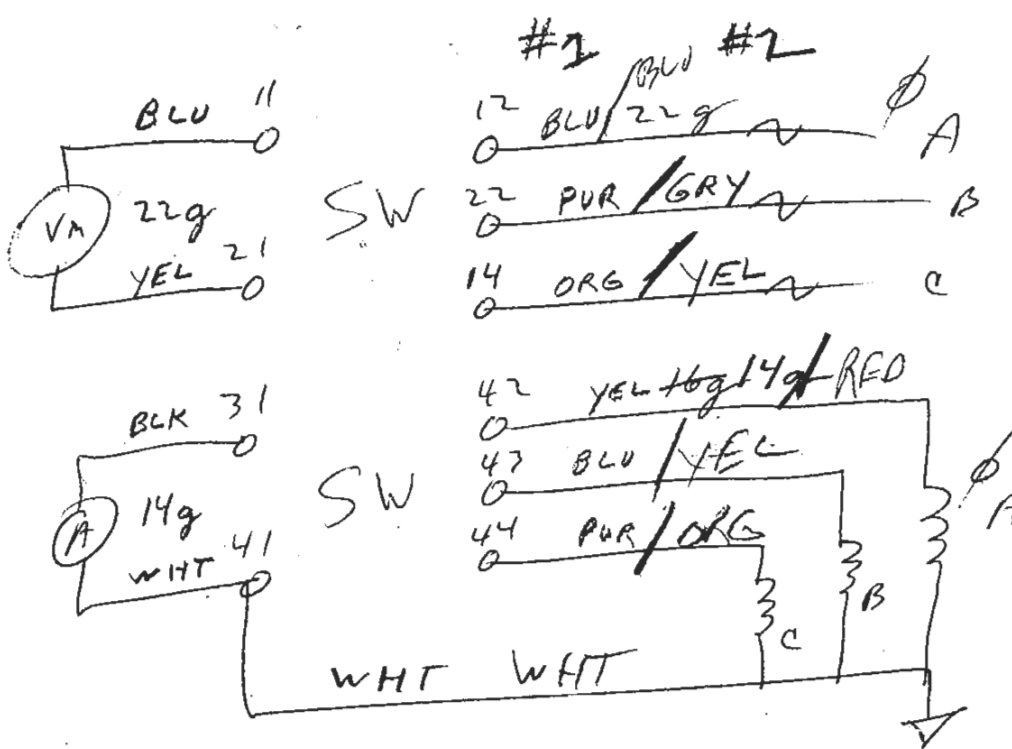 #1 #2
BLU 11
12 BLU/BLU 22g Ø A
VM 22g
SW
22 PUR/GRY B
YEL 21
14 ORG/YEL C
42 YEL 16g 14g/RED
BLK 31
43 BLU/YEL Ø A
SW
A 14g
44 PUR/ORG
WHT 41
B
C
WHT WHT